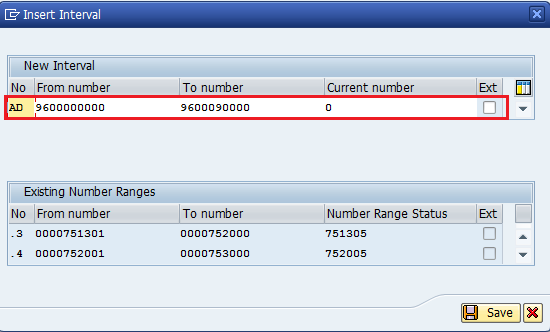 Insert Interval
New Interval
No From number To number Current number Ext
AD 9600000000 9600090000 0
Existing Number Ranges
No From number To number Number Range Status Ext
.3 0000751301 0000752000 751305
.4 0000752001 0000753000 752005
Save